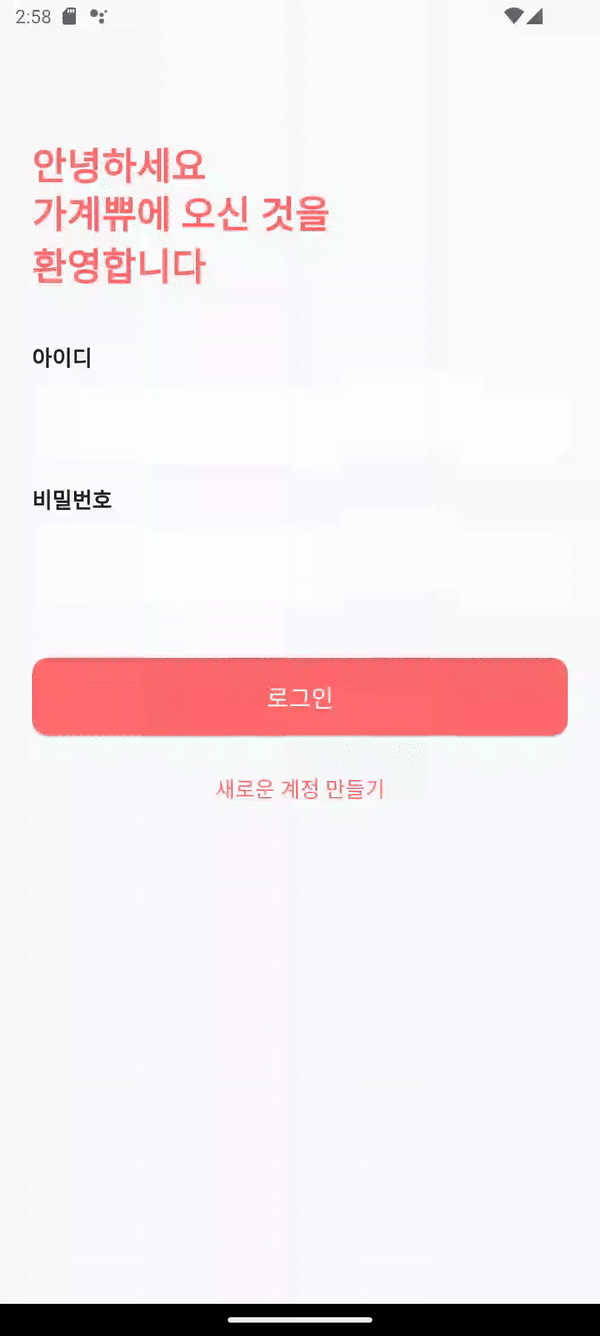 2:58
안녕하세요
가계쀼에 오신 것을
환영합니다
아이디
비밀번호
로그인
새로운 계정 만들기